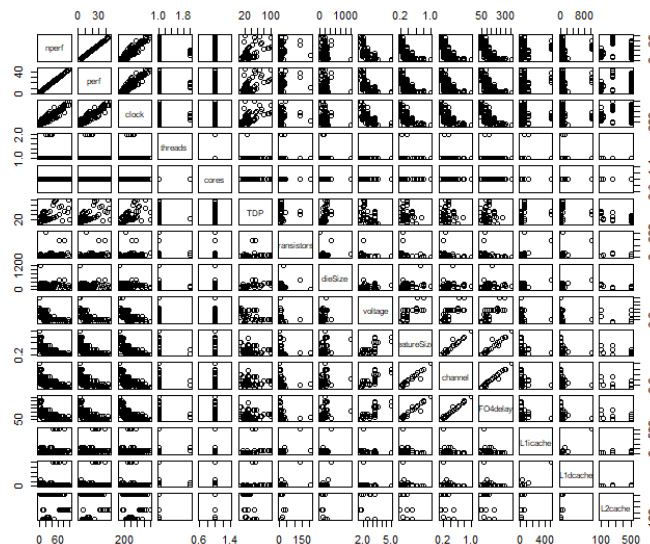 0 30 1.0 1.8 20 100 0 1000 0.2 1.0 50 300 0 800
nperf
0 40 perf
clock
1.0 2.0 threads
cores
20 TDP
transistors
0 1200 dieSize
voltage
0.2 eatureSize
channel
50 FO4delay
L1icache
0 L1dcache
L2cache
0 60 200 0.6 1.4 0 150 2.0 5.0 0.2 1.0 0 400 100 500